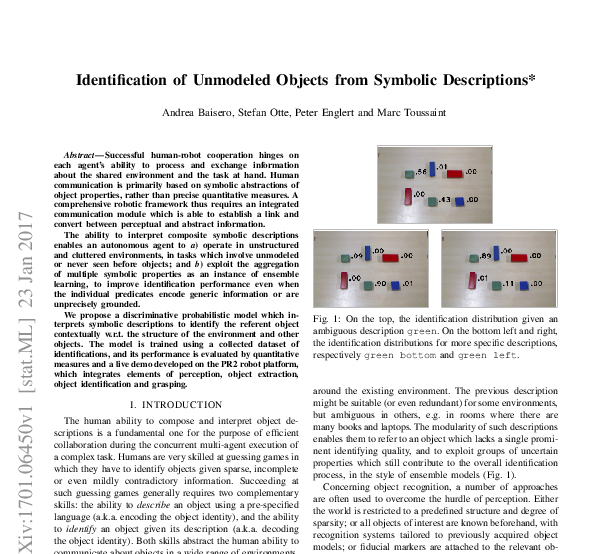 Identification of Unmodeled Objects from Symbolic Descriptions*
Andrea Baisero, Stefan Otte, Peter Englert and Marc Toussaint
Xiv:1701.06450v1 [stat.ML] 23 Jan 2017
Abstract—Successful human-robot cooperation hinges on
each agent's ability to process and exchange information
about the shared environment and the task at hand. Human
communication is primarily based on symbolic abstractions of
object properties, rather than precise quantitative measures. A
comprehensive robotic framework thus requires an integrated
communication module which is able to establish a link and
convert between perceptual and abstract information.
The ability to interpret composite symbolic descriptions
enables an autonomous agent to a) operate in unstructured
and cluttered environments, in tasks which involve unmodeled
or never seen before objects; and b) exploit the aggregation
of multiple symbolic properties as an instance of ensemble
learning, to improve identification performance even when
the individual predicates encode generic information or are
unprecisely grounded.
We propose a discriminative probabilistic model which in-
terprets symbolic descriptions to identify the referent object
contextually w.r.t. the structure of the environment and other
objects. The model is trained using a collected dataset of
identifications, and its performance is evaluated by quantitative
measures and a live demo developed on the PR2 robot platform,
which integrates elements of perception, object extraction,
object identification and grasping.
I. INTRODUCTION
The human ability to compose and interpret object de-
scriptions is a fundamental one for the purpose of efficient
collaboration during the concurrent multi-agent execution of
a complex task. Humans are very skilled at guessing games in
which they have to identify objects given sparse, incomplete
or even mildly contradictory information. Succeeding at
such guessing games generally requires two complementary
skills: the ability to describe an object using a pre-specified
language (a.k.a. encoding the object identity), and the ability
to identify an object given its description (a.k.a. decoding
the object identity). Both skills abstract the human ability to
communicate about objects in a wide range of environments,
.56 .01 .00
.00 .43 .00
.09 .00 .00
.00 .90 .01
.89 .00 .00
.01 .11 .00
Fig. 1: On the top, the identification distribution given an
ambiguous description green. On the bottom left and right,
the identification distributions for more specific descriptions,
respectively green bottom and green left.
around the existing environment. The previous description
might be suitable (or even redundant) for some environments,
but ambiguous in others, e.g. in rooms where there are
many books and laptops. The modularity of such descriptions
enables them to refer to an object which lacks a single promi-
nent identifying quality, and to exploit groups of uncertain
properties which still contribute to the overall identification
process, in the style of ensemble models (Fig. 1).
Concerning object recognition, a number of approaches
are often used to overcome the hurdle of perception. Either
the world is restricted to a predefined structure and degree of
sparsity; or all objects of interest are known beforehand, with
recognition systems tailored to previously acquired object
models; or fiducial markers are attached to the relevant ob-